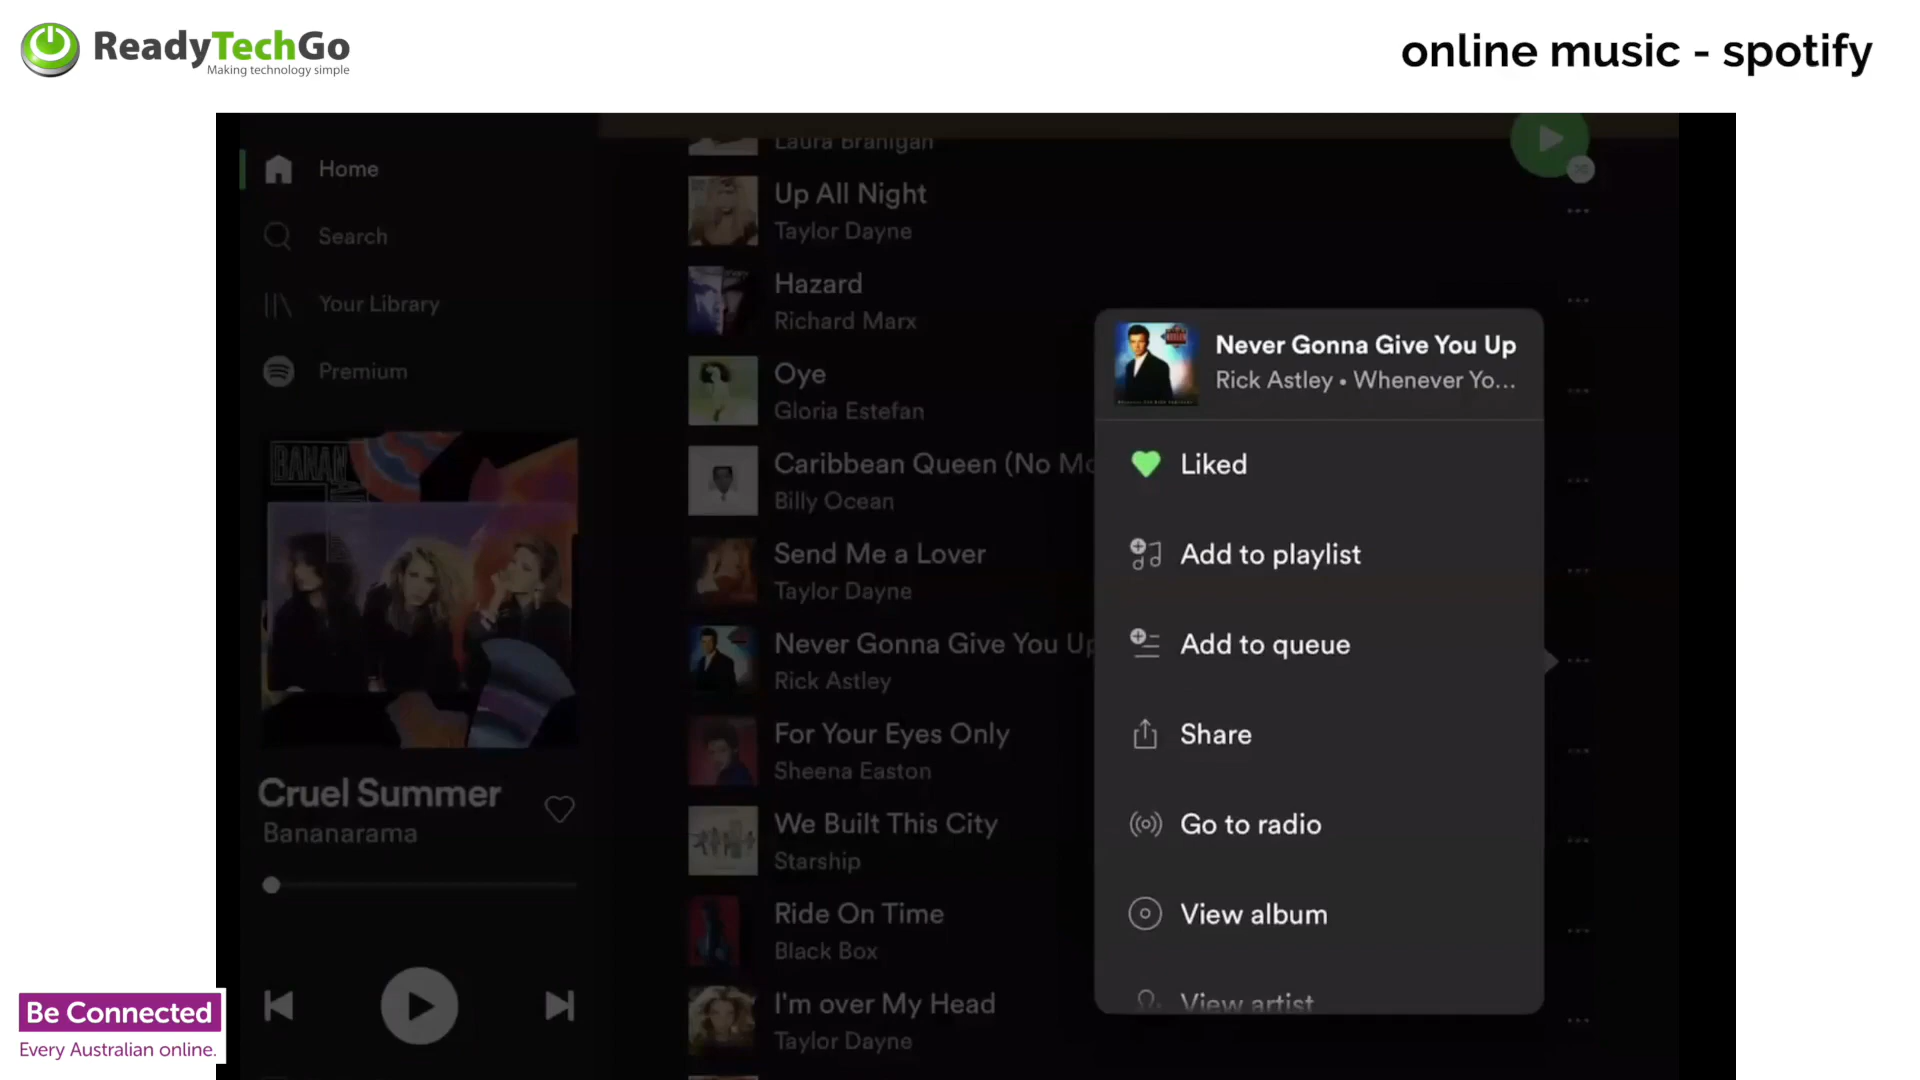 ReadyTechGo
Making technology simple
online music - spotify
Home
Search
Your Library
Premium
BANAN
Cruel Summer
Bananarama
Laura Branigan
Up All Night
Taylor Dayne
Hazard
Richard Marx
Oye
Gloria Estefan
Caribbean Queen (No Mo
Billy Ocean
Send Me a Lover
Taylor Dayne
Never Gonna Give You Up
Rick Astley
For Your Eyes Only
Sheena Easton
We Built This City
Starship
Ride On Time
Black Box
I'm over My Head
Taylor Dayne
Never Gonna Give You Up
Rick Astley • Whenever Yo...
Liked
Add to playlist
Add to queue
Share
Go to radio
View album
View artist
Be Connected
Every Australian online.